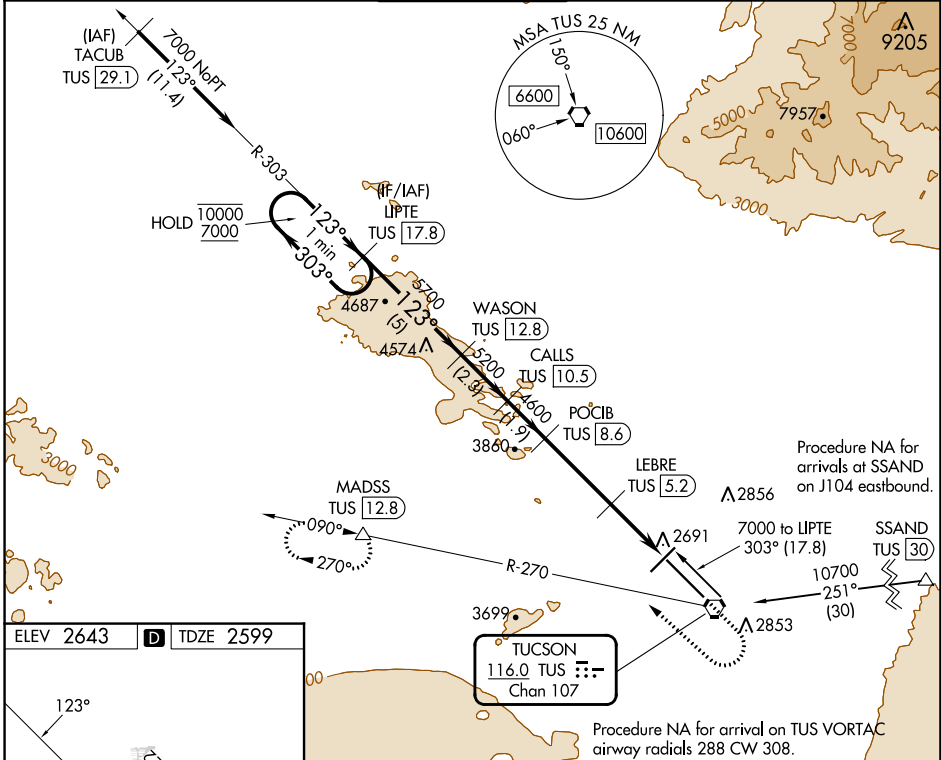 (IAF)
TACUB
TUS 29.1
7000 NoPT
123°
(11.4)
R-303
MSA TUS 25 NM
150°
6600
060°
10600
9205
7000
7957
5000
3000
HOLD 10000
7000
123°
1 min
303°
(IF/IAF)
LIPTE
TUS 17.8
4687
5700
123°
(5)
4574
WASON
TUS 12.8
5200
(2.3)
CALLS
TUS 10.5
4600
(1.9)
POCIB
TUS 8.6
3860
3000
LEBRE
TUS 5.2
2856
Procedure NA for
arrivals at SSAND
on J104 eastbound.
MADSS
TUS 12.8
090°
270°
R-270
2691
7000 to LIPTE
303° (17.8)
SSAND
TUS 30
10700
251°
(30)
3699
2853
TUCSON
116.0 TUS
Chan 107
ELEV 2643 D TDZE 2599
00
123°
Procedure NA for arrival on TUS VORTAC
airway radials 288 CW 308.